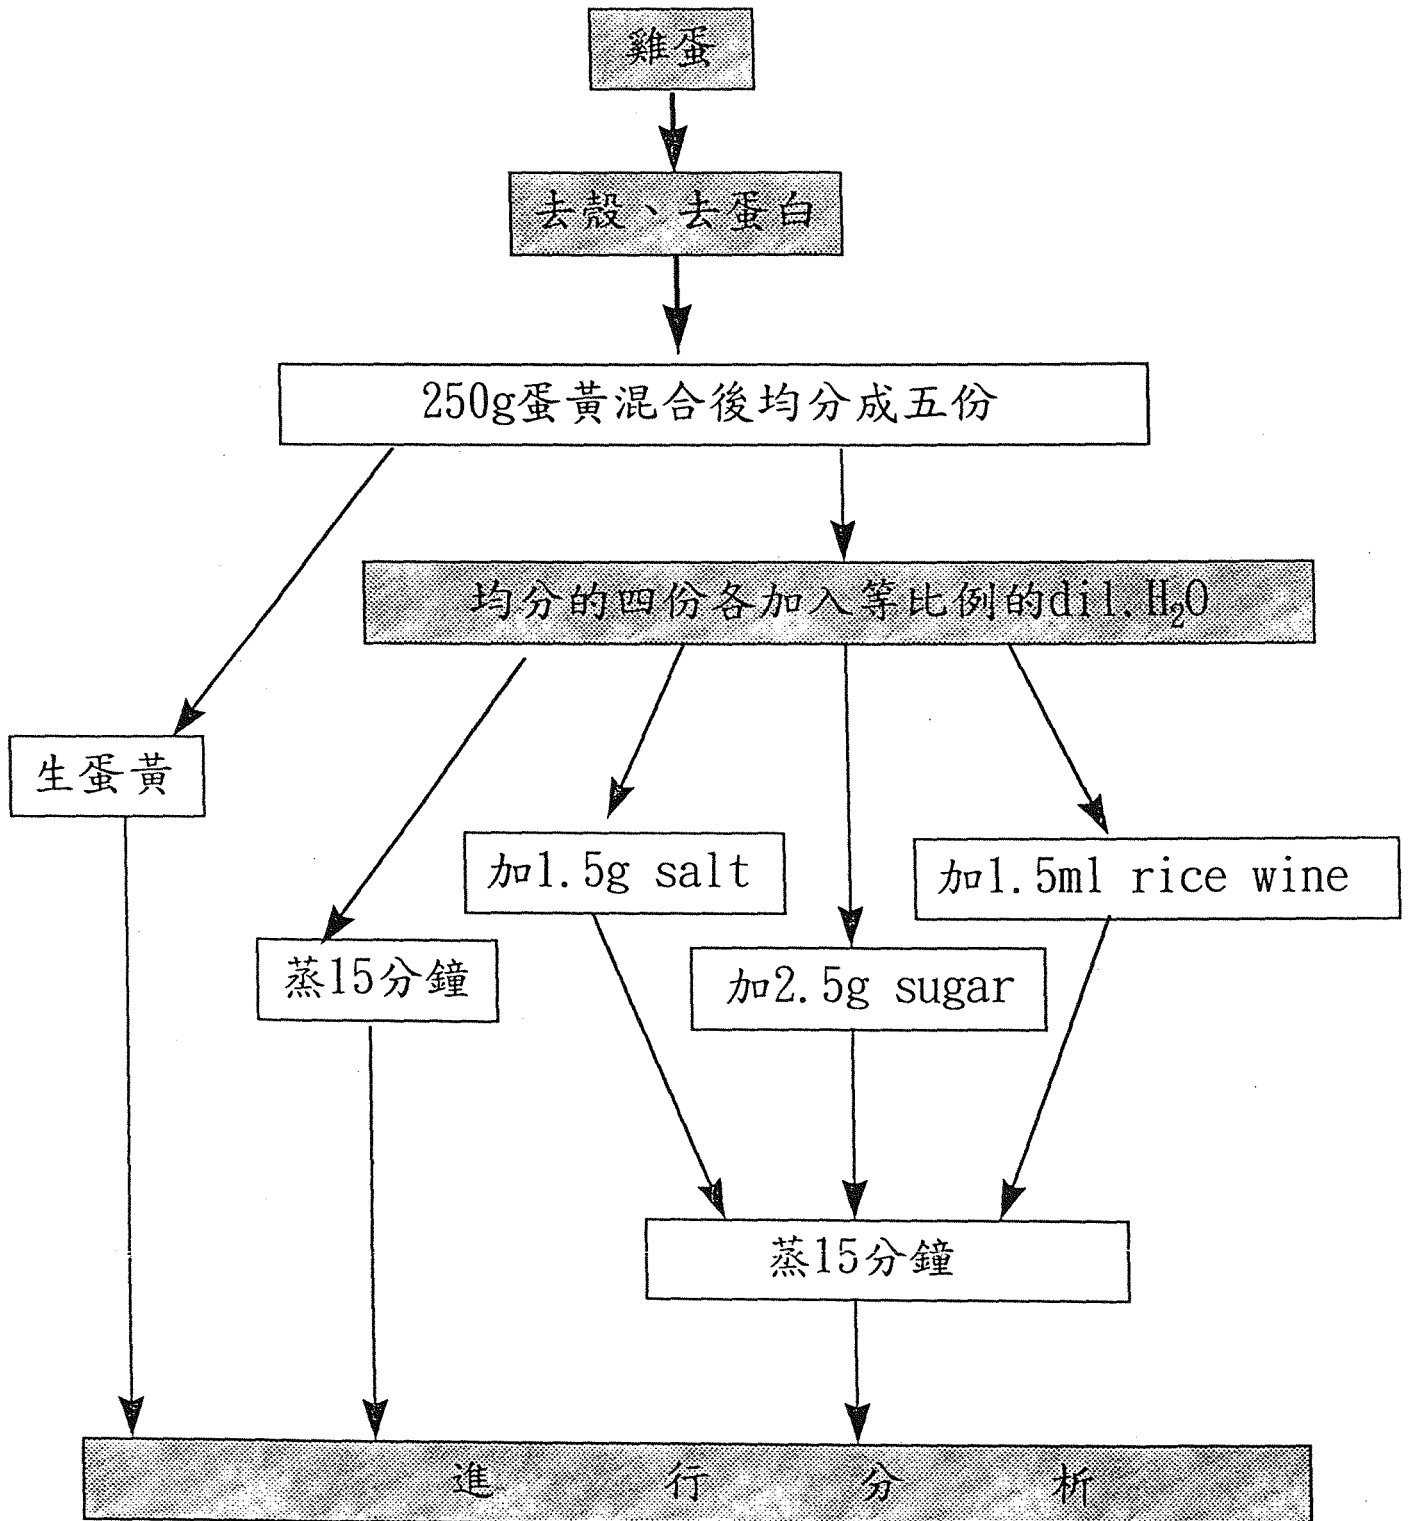 雞蛋
去殼、去蛋白
250g蛋黃混合後均分成五份
均分的四份各加入等比例的dil.H₂O
生蛋黃
加1.5g salt
加1.5ml rice wine
蒸15分鐘
加2.5g sugar
蒸15分鐘
進行分析